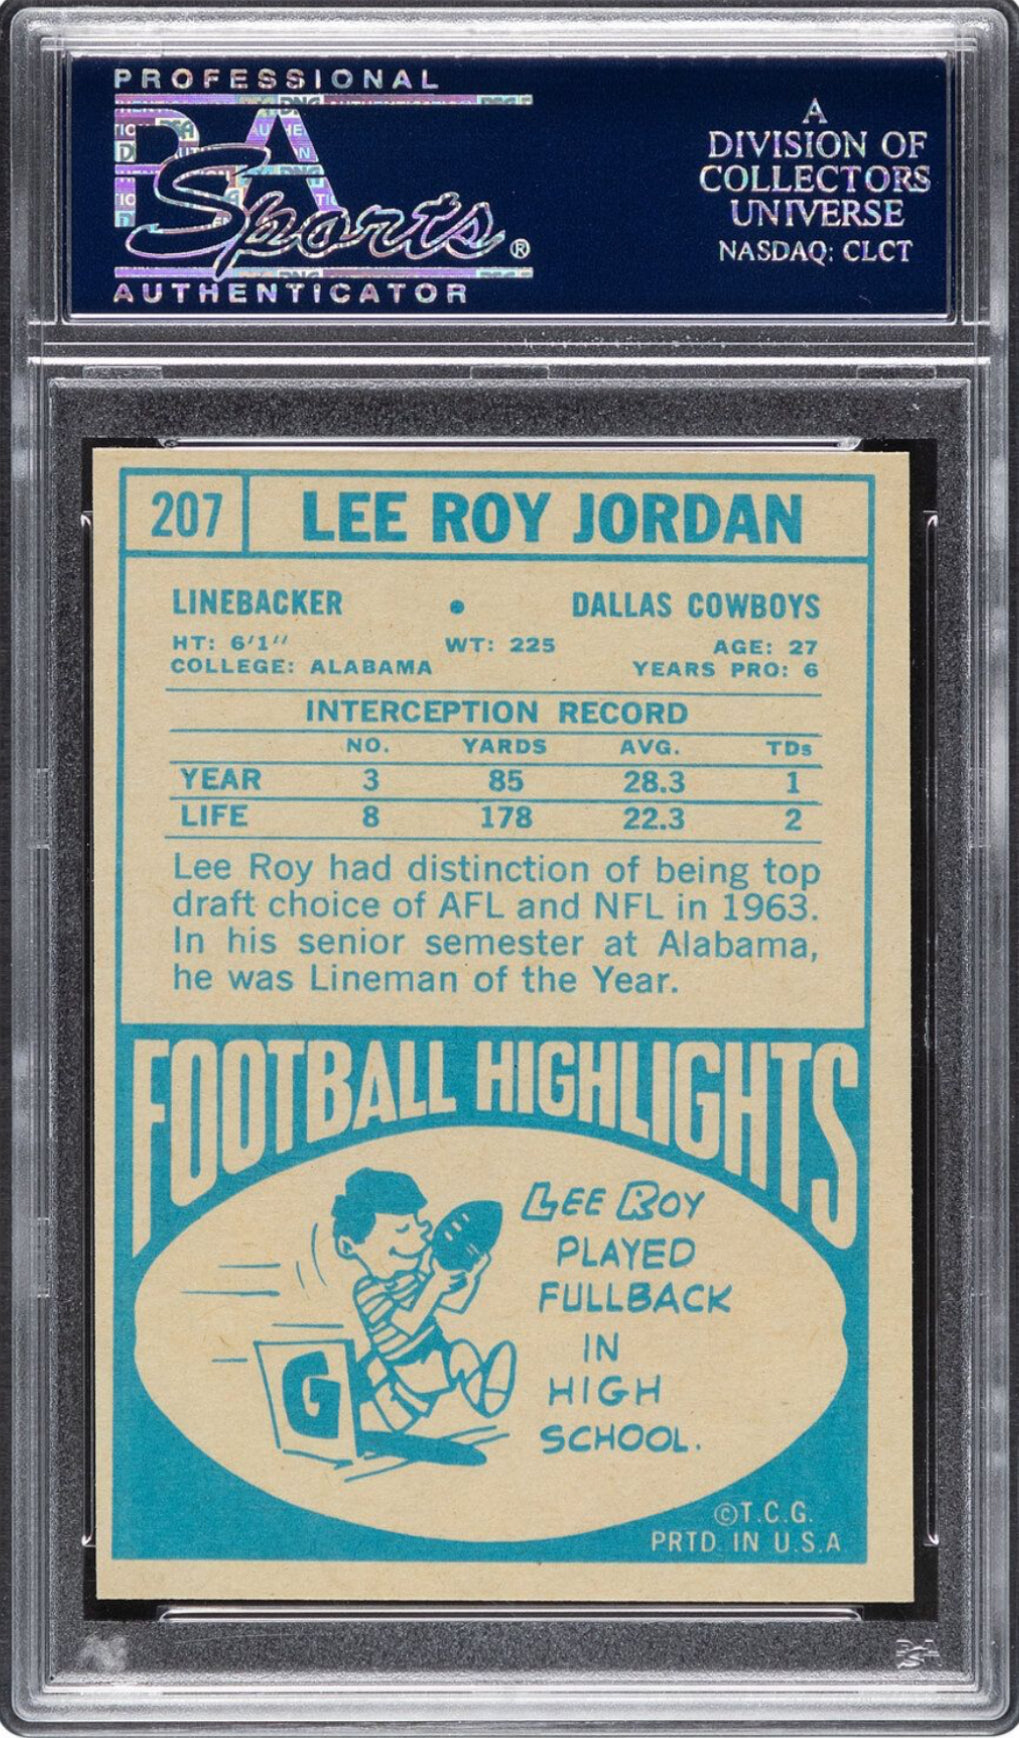 PROFESSIONAL
PSA
Sports®
AUTHENTICATOR
A
DIVISION OF
COLLECTORS
UNIVERSE
NASDAQ: CLCT
207 LEE ROY JORDAN
LINEBACKER • DALLAS COWBOYS
HT: 6'1" WT: 225 AGE: 27
COLLEGE: ALABAMA YEARS PRO: 6
INTERCEPTION RECORD
NO. YARDS AVG. TDs
YEAR 3 85 28.3 1
LIFE 8 178 22.3 2
Lee Roy had distinction of being top
draft choice of AFL and NFL in 1963.
In his senior semester at Alabama,
he was Lineman of the Year.
FOOTBALL HIGHLIGHTS
LEE ROY
PLAYED
FULLBACK
IN
HIGH
SCHOOL.
G
©T.C.G.
PRTD. IN U.S.A
PSA